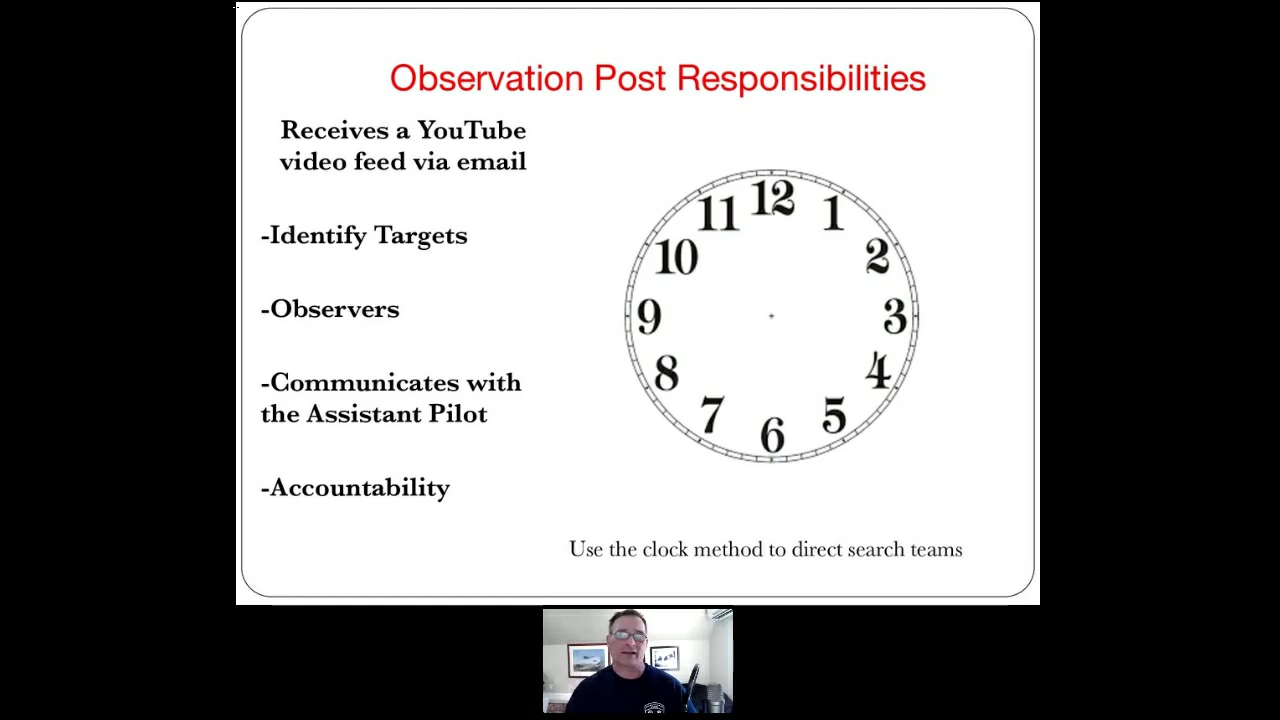 Observation Post Responsibilities
Receives a YouTube
video feed via email
-Identify Targets
-Observers
-Communicates with
the Assistant Pilot
-Accountability
12
11
1
10
2
9
3
8
4
7
5
6
Use the clock method to direct search teams